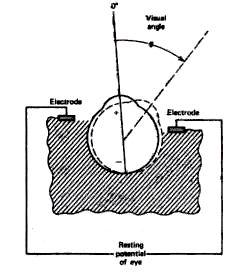 0°
Visual
angle
+
Electrode
Electrode
−
Resting
potential
of eye